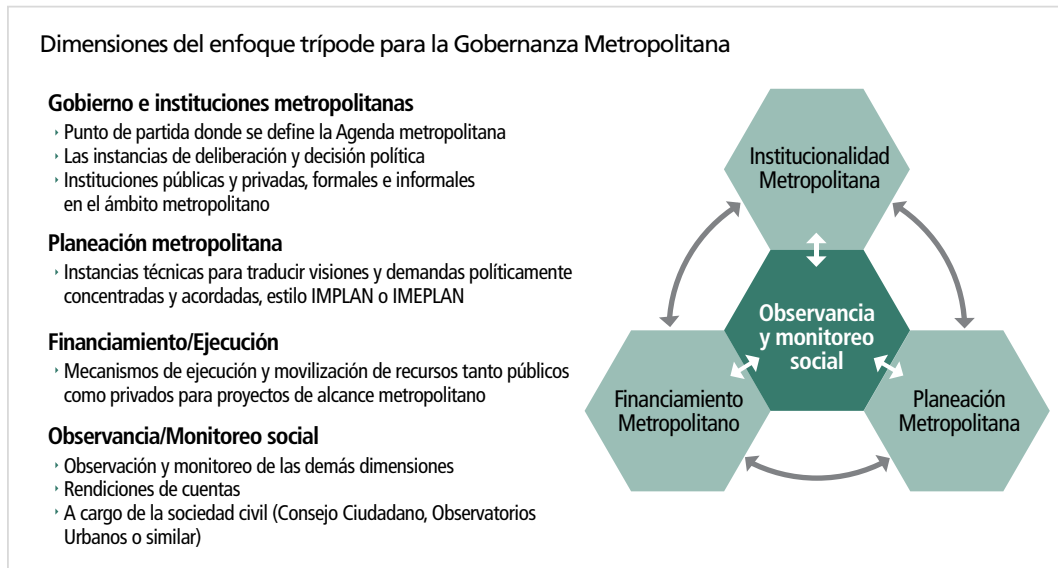 Dimensiones del enfoque trípode para la Gobernanza Metropolitana
Gobierno e instituciones metropolitanas
Punto de partida donde se define la Agenda metropolitana
Las instancias de deliberación y decisión política
Instituciones públicas y privadas, formales e informales
en el ámbito metropolitano
Planeación metropolitana
Instancias técnicas para traducir visiones y demandas políticamente
concentradas y acordadas, estilo IMPLAN o IMEPLAN
Financiamiento/Ejecución
Mecanismos de ejecución y movilización de recursos tanto públicos
como privados para proyectos de alcance metropolitano
Observancia/Monitoreo social
Observación y monitoreo de las demás dimensiones
Rendiciones de cuentas
A cargo de la sociedad civil (Consejo Ciudadano, Observatorios
Urbanos o similar)
Institucionalidad
Metropolitana
Observancia
y monitoreo
social
Financiamiento
Metropolitano
Planeación
Metropolitana